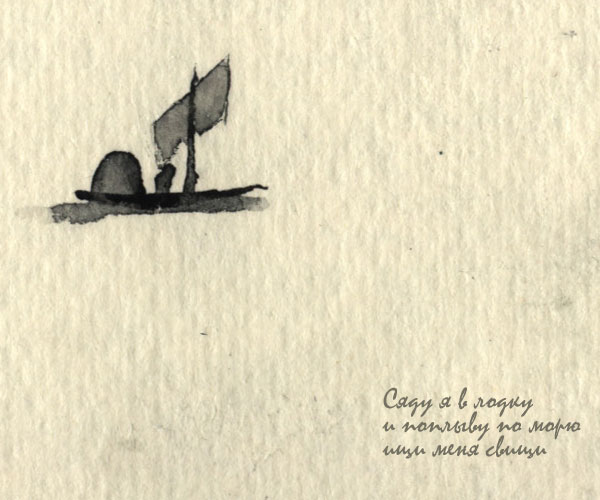 Сяду я в лодку
и поплыву по морю
ищи меня свищи